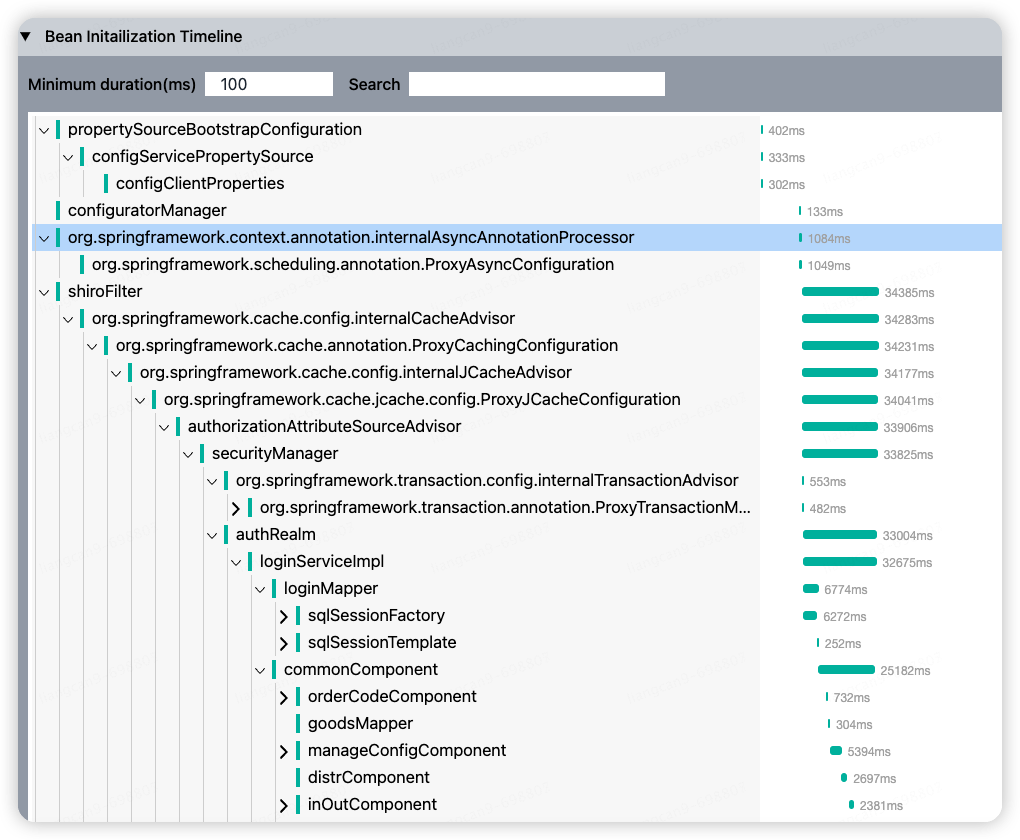 Bean Initailization Timeline
Minimum duration(ms) 100 Search
propertySourceBootstrapConfiguration 402ms
configServicePropertySource 333ms
configClientProperties 302ms
configuratorManager 133ms
org.springframework.context.annotation.internalAsyncAnnotationProcessor 1084ms
org.springframework.scheduling.annotation.ProxyAsyncConfiguration 1049ms
shiroFilter 34385ms
org.springframework.cache.config.internalCacheAdvisor 34283ms
org.springframework.cache.annotation.ProxyCachingConfiguration 34231ms
org.springframework.cache.config.internalJCacheAdvisor 34177ms
org.springframework.cache.jcache.config.ProxyJCacheConfiguration 34041ms
authorizationAttributeSourceAdvisor 33906ms
securityManager 33825ms
org.springframework.transaction.config.internalTransactionAdvisor 553ms
org.springframework.transaction.annotation.ProxyTransactionM... 482ms
authRealm 33004ms
loginServiceImpl 32675ms
loginMapper 6774ms
sqlSessionFactory 6272ms
sqlSessionTemplate 252ms
commonComponent 25182ms
orderCodeComponent 732ms
goodsMapper 304ms
manageConfigComponent 5394ms
distrComponent 2697ms
inOutComponent 2381ms